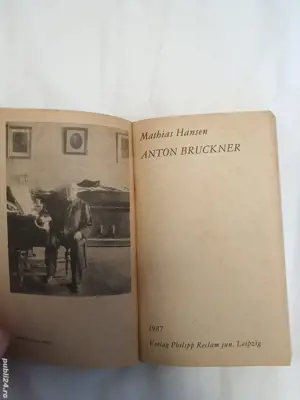 Mathias Hansen
ANTON BRUCKNER
1987
Verlag Philipp Reclam jun. Leipzig
publi24.ro